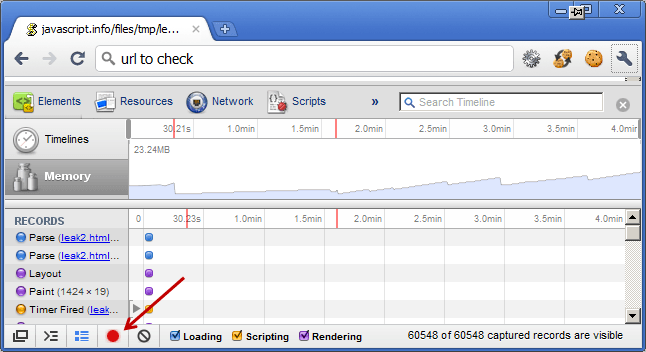 javascript.info/files/tmp/le...
url to check
Elements Resources Network Scripts » Search Timeline
Timelines
Memory
30.21s 1.0min 1.5min 2.0min 2.5min 3.0min 3.5min 4.0min
23.24MB
RECORDS
0 30.23s 1.0min 1.5min 2.0min 2.5min 3.0min 3.5min 4.0min
Parse (leak2.html...
Parse (leak2.html...
Layout
Paint (1424 × 19)
Timer Fired (leak...
Loading Scripting Rendering 60548 of 60548 captured records are visible